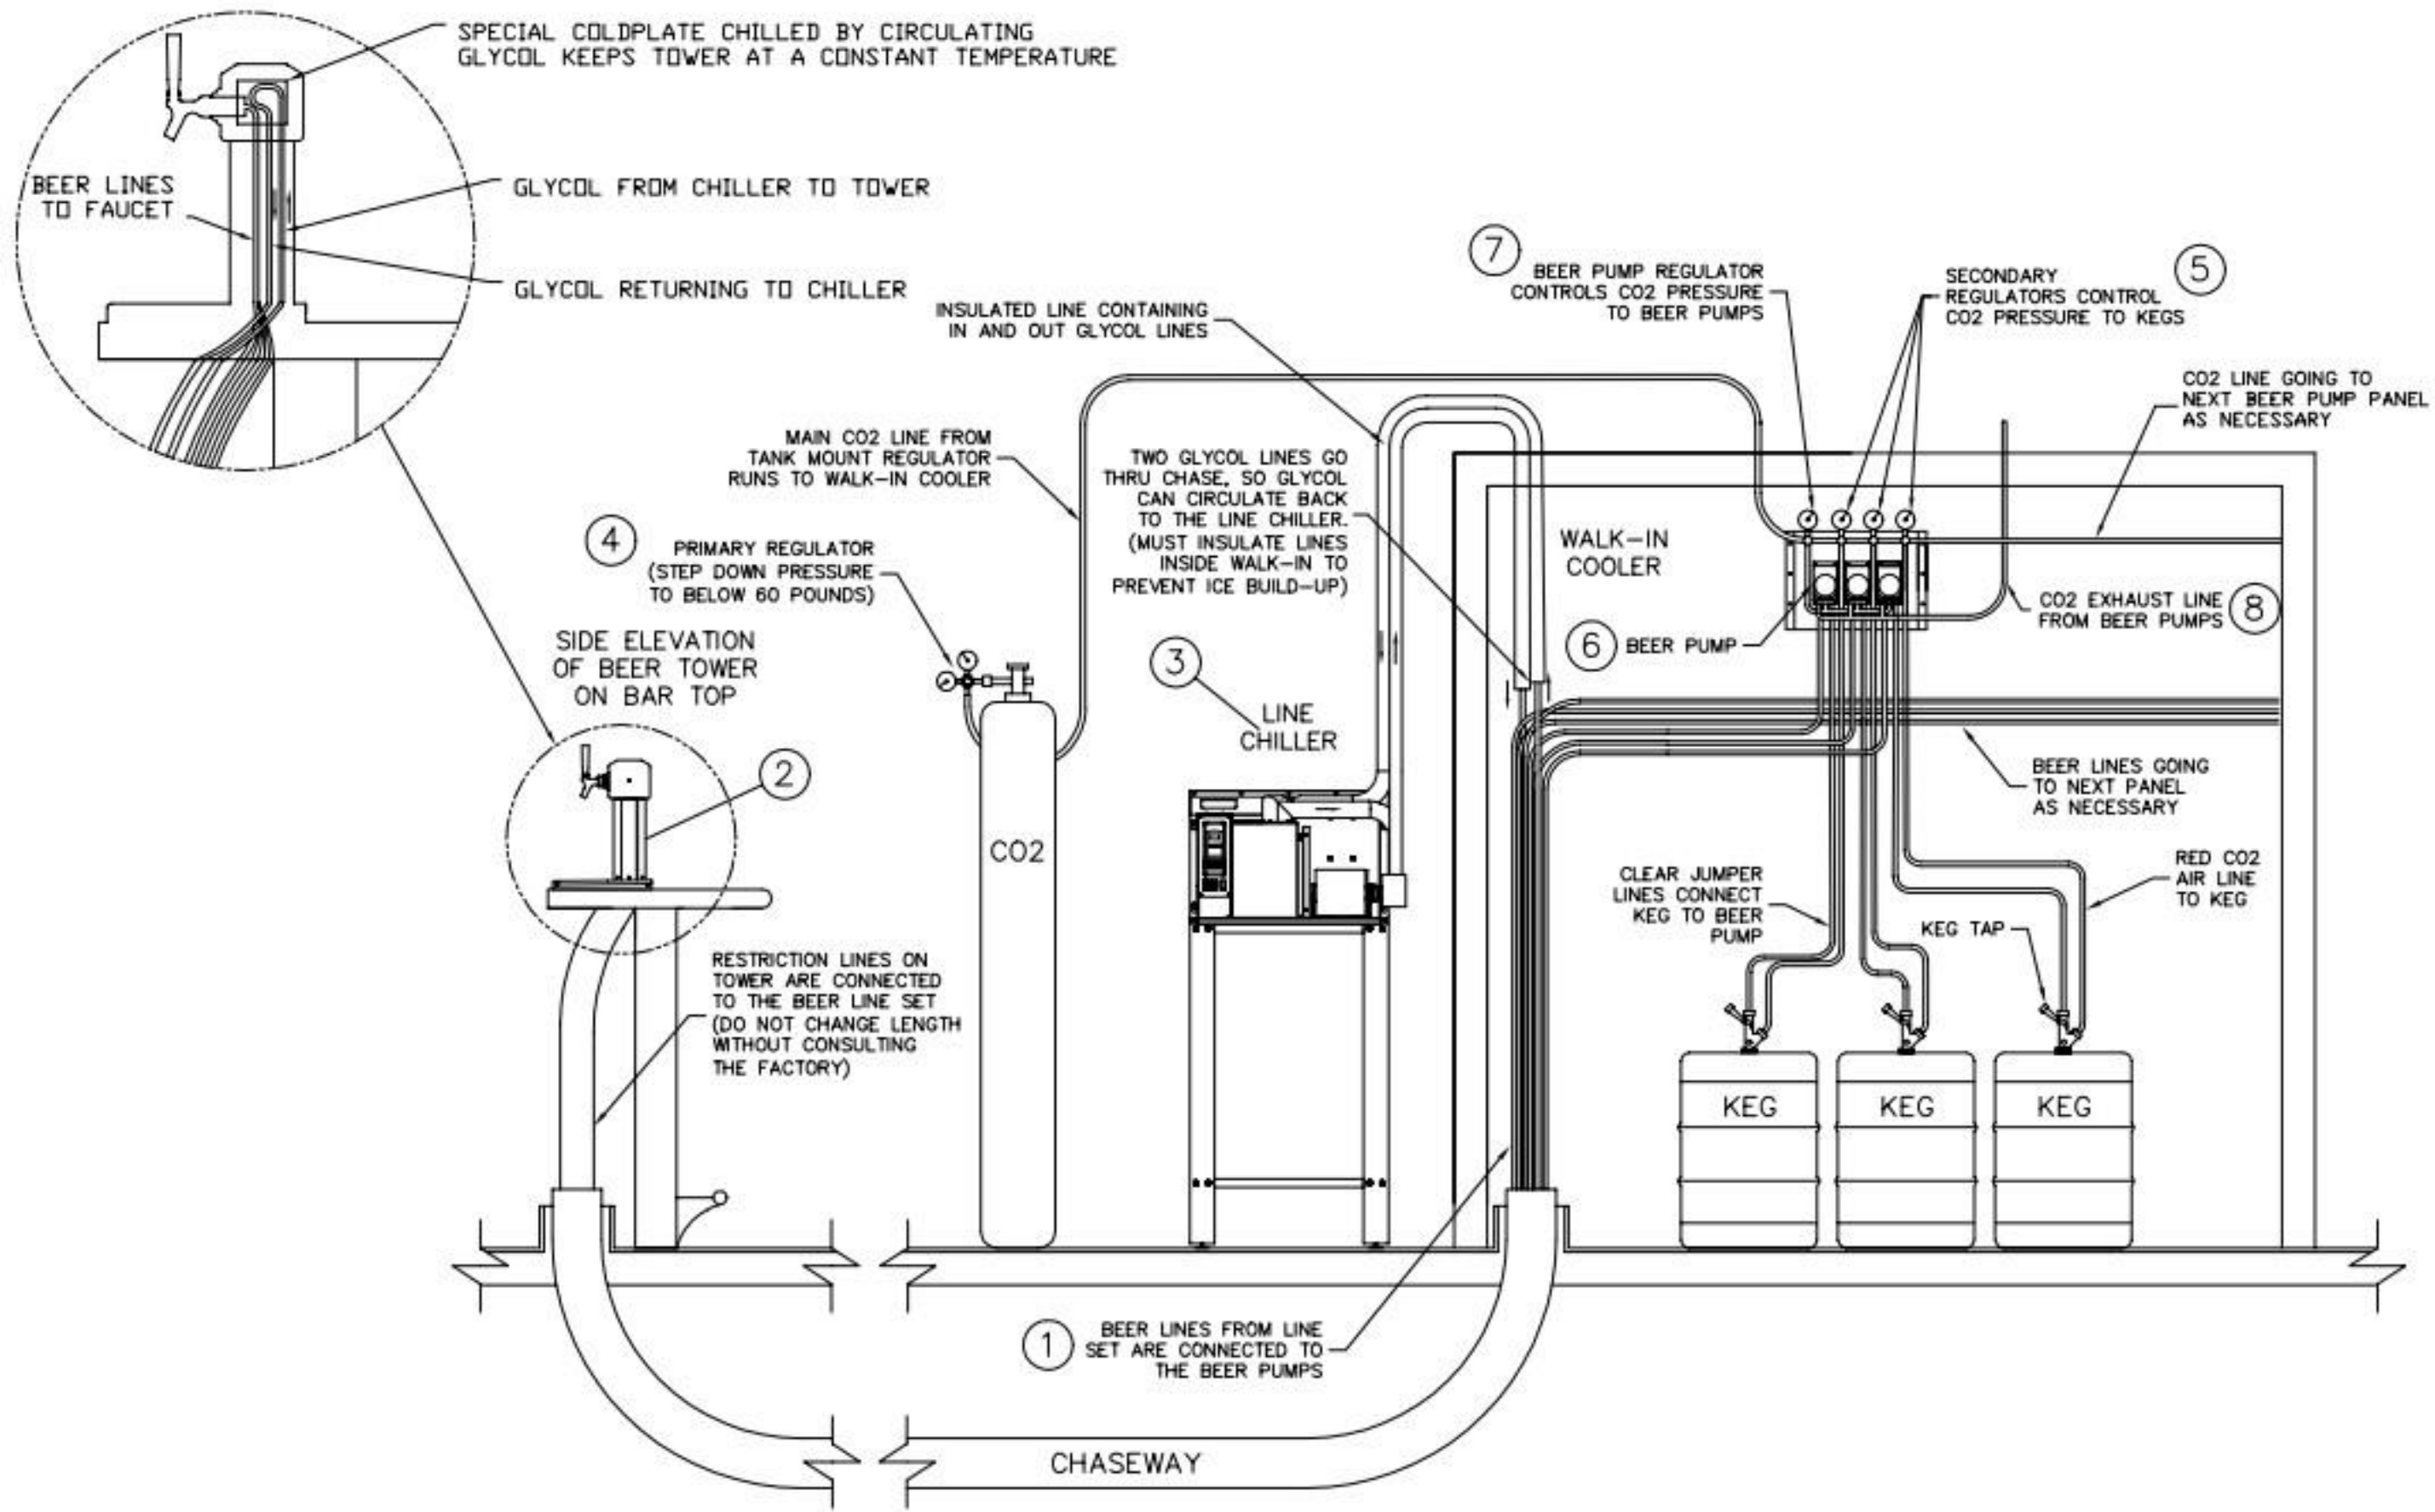 SPECIAL COLDPLATE CHILLED BY CIRCULATING
GLYCOL KEEPS TOWER AT A CONSTANT TEMPERATURE
BEER LINES
TO FAUCET
GLYCOL FROM CHILLER TO TOWER
GLYCOL RETURNING TO CHILLER
7
BEER PUMP REGULATOR
CONTROLS CO2 PRESSURE
TO BEER PUMPS
5
SECONDARY
REGULATORS CONTROL
CO2 PRESSURE TO KEGS
INSULATED LINE CONTAINING
IN AND OUT GLYCOL LINES
CO2 LINE GOING TO
NEXT BEER PUMP PANEL
AS NECESSARY
MAIN CO2 LINE FROM
TANK MOUNT REGULATOR
RUNS TO WALK-IN COOLER
TWO GLYCOL LINES GO
THRU CHASE, SO GLYCOL
CAN CIRCULATE BACK
TO THE LINE CHILLER.
(MUST INSULATE LINES
INSIDE WALK-IN TO
PREVENT ICE BUILD-UP)
4
PRIMARY REGULATOR
(STEP DOWN PRESSURE
TO BELOW 60 POUNDS)
WALK-IN
COOLER
CO2 EXHAUST LINE
FROM BEER PUMPS
8
6
BEER PUMP
SIDE ELEVATION
OF BEER TOWER
ON BAR TOP
3
LINE
CHILLER
2
BEER LINES GOING
TO NEXT PANEL
AS NECESSARY
CO2
CLEAR JUMPER
LINES CONNECT
KEG TO BEER
PUMP
RED CO2
AIR LINE
TO KEG
KEG TAP
RESTRICTION LINES ON
TOWER ARE CONNECTED
TO THE BEER LINE SET
(DO NOT CHANGE LENGTH
WITHOUT CONSULTING
THE FACTORY)
KEG
KEG
KEG
1
BEER LINES FROM LINE
SET ARE CONNECTED TO
THE BEER PUMPS
CHASEWAY